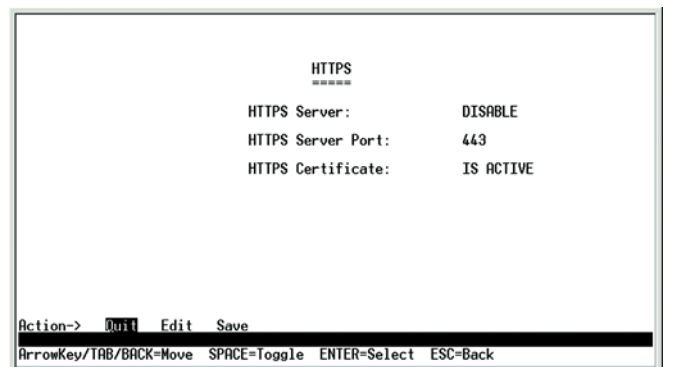 HTTPS
=====
HTTPS Server: DISABLE
HTTPS Server Port: 443
HTTPS Certificate: IS ACTIVE
Action-> Quit Edit Save
ArrowKey/TAB/BACK=Move SPACE=Toggle ENTER=Select ESC=Back